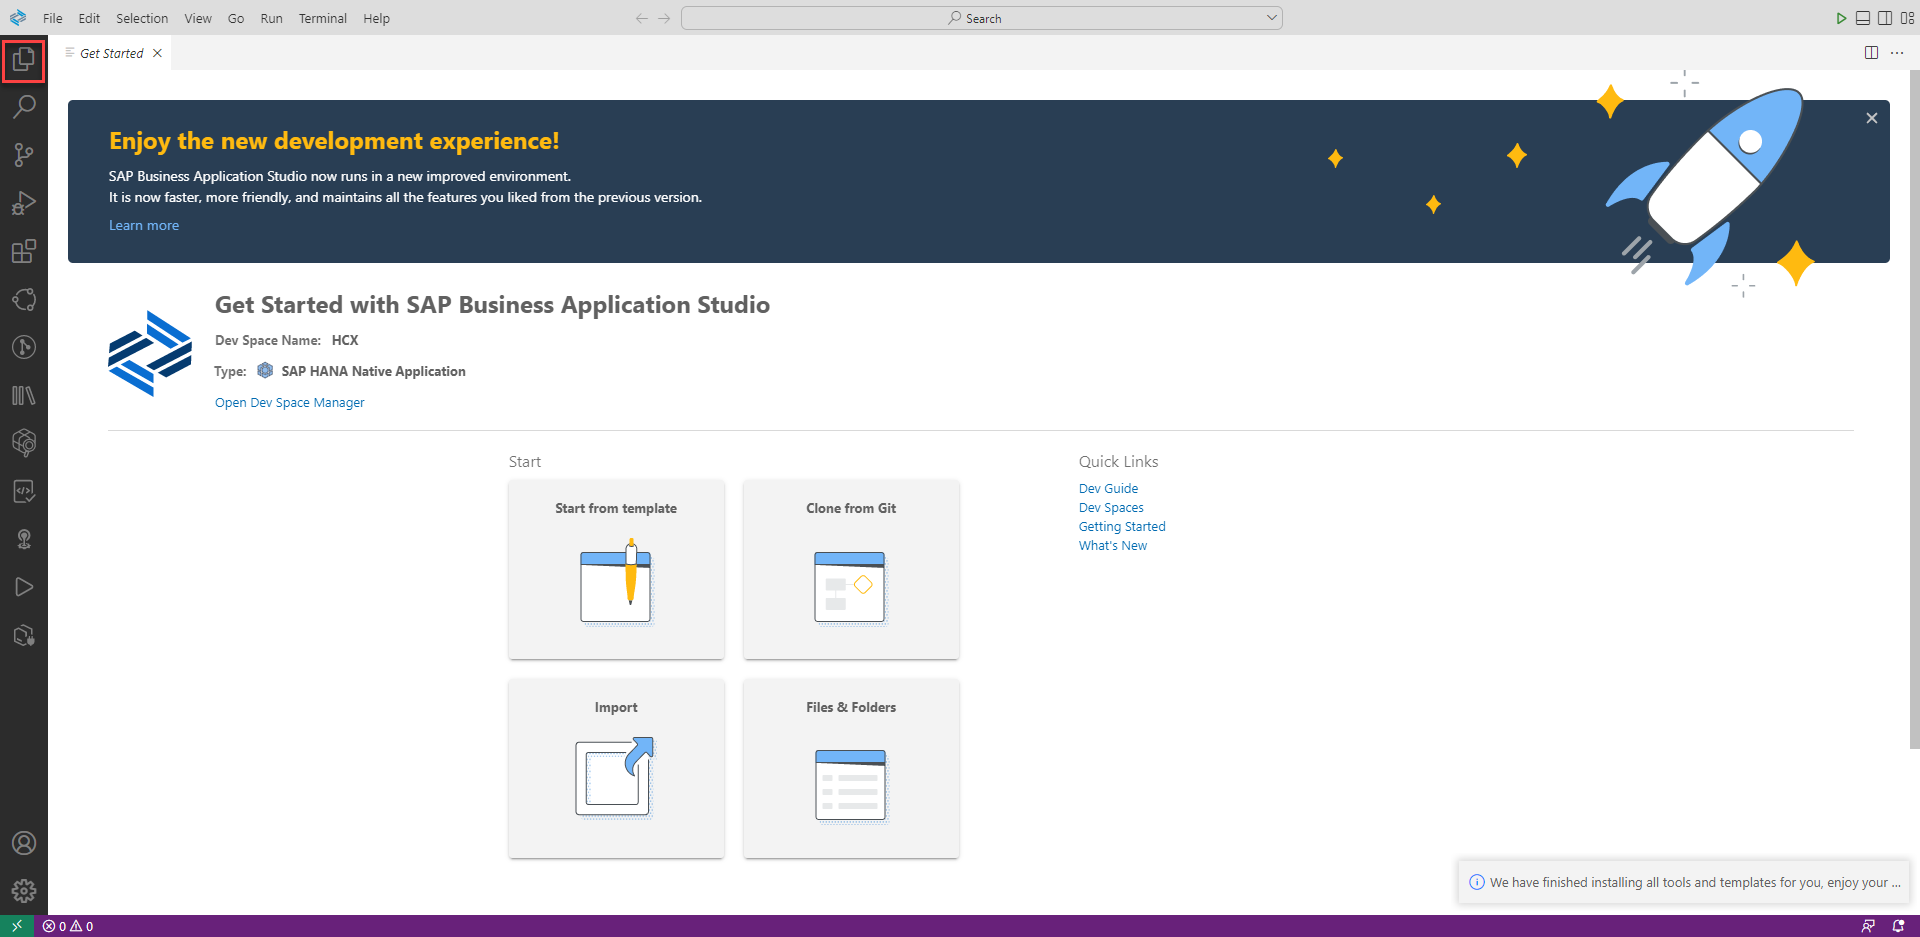 File Edit Selection View Go Run Terminal Help
Search
Get Started
Enjoy the new development experience!
SAP Business Application Studio now runs in a new improved environment.
It is now faster, more friendly, and maintains all the features you liked from the previous version.
Learn more
Get Started with SAP Business Application Studio
Dev Space Name: HCX
Type: SAP HANA Native Application
Open Dev Space Manager
Start
Start from template
Clone from Git
Import
Files & Folders
Quick Links
Dev Guide
Dev Spaces
Getting Started
What's New
We have finished installing all tools and templates for you, enjoy your ...
0 0